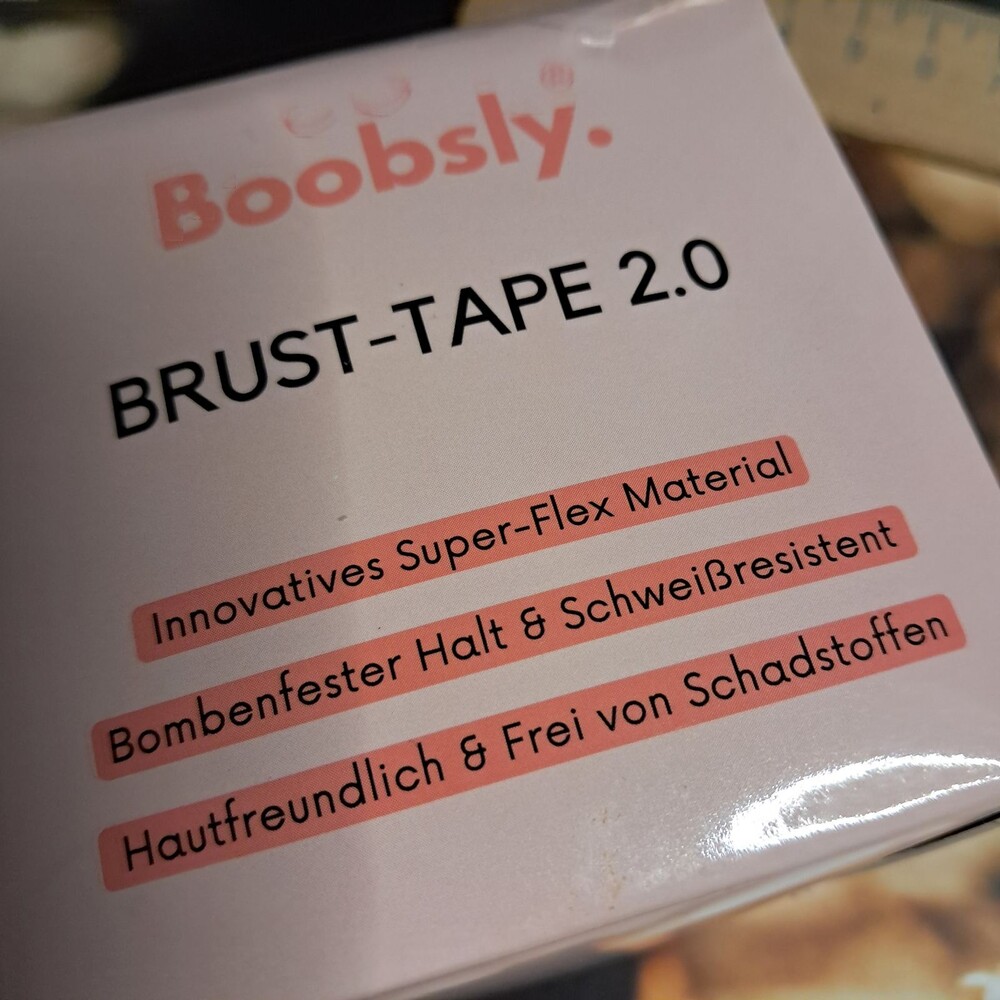 Boobsly.®
BRUST-TAPE 2.0
Innovatives Super-Flex Material
Bombenfester Halt & Schweißresistent
Hautfreundlich & Frei von Schadstoffen